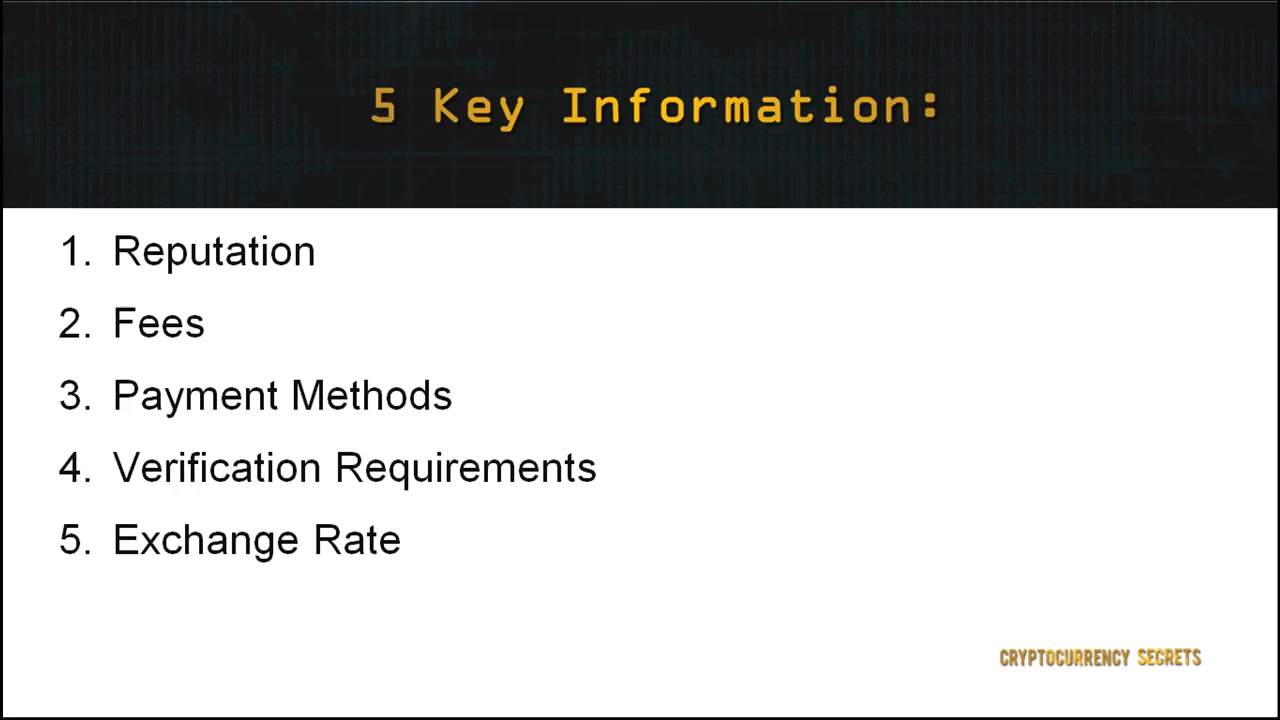 5 Key Information:
1. Reputation
2. Fees
3. Payment Methods
4. Verification Requirements
5. Exchange Rate
CRYPTOCURRENCY SECRETS